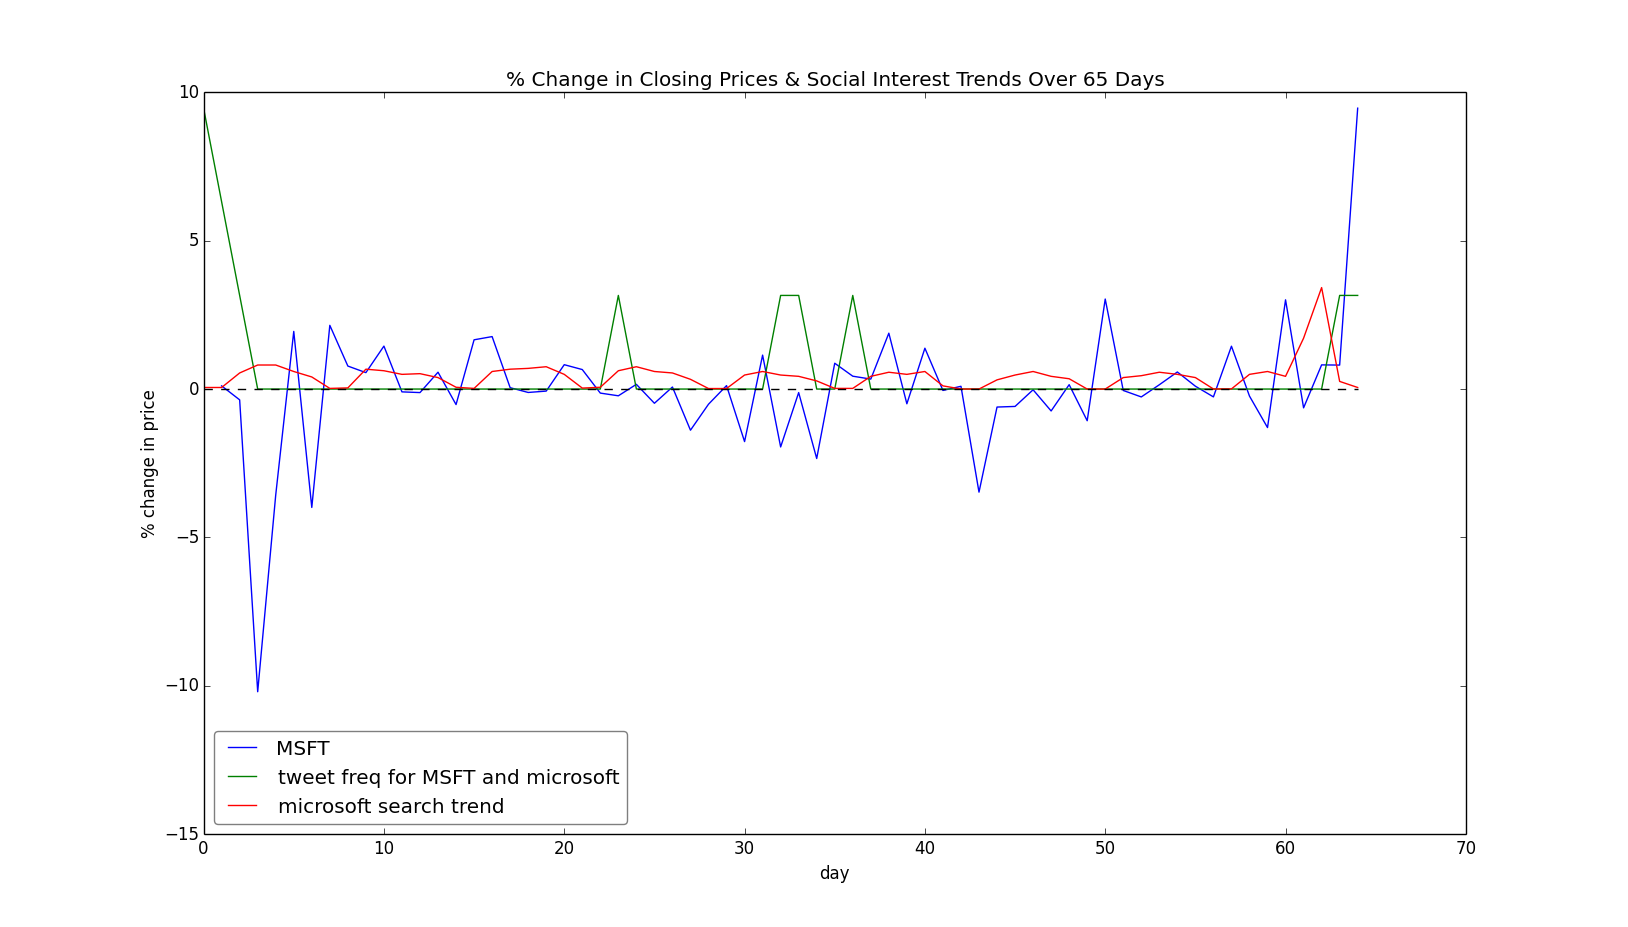 % Change in Closing Prices & Social Interest Trends Over 65 Days
10
5
0
−5
−10
−15
% change in price
MSFT
tweet freq for MSFT and microsoft
microsoft search trend
0 10 20 30 40 50 60 70
day